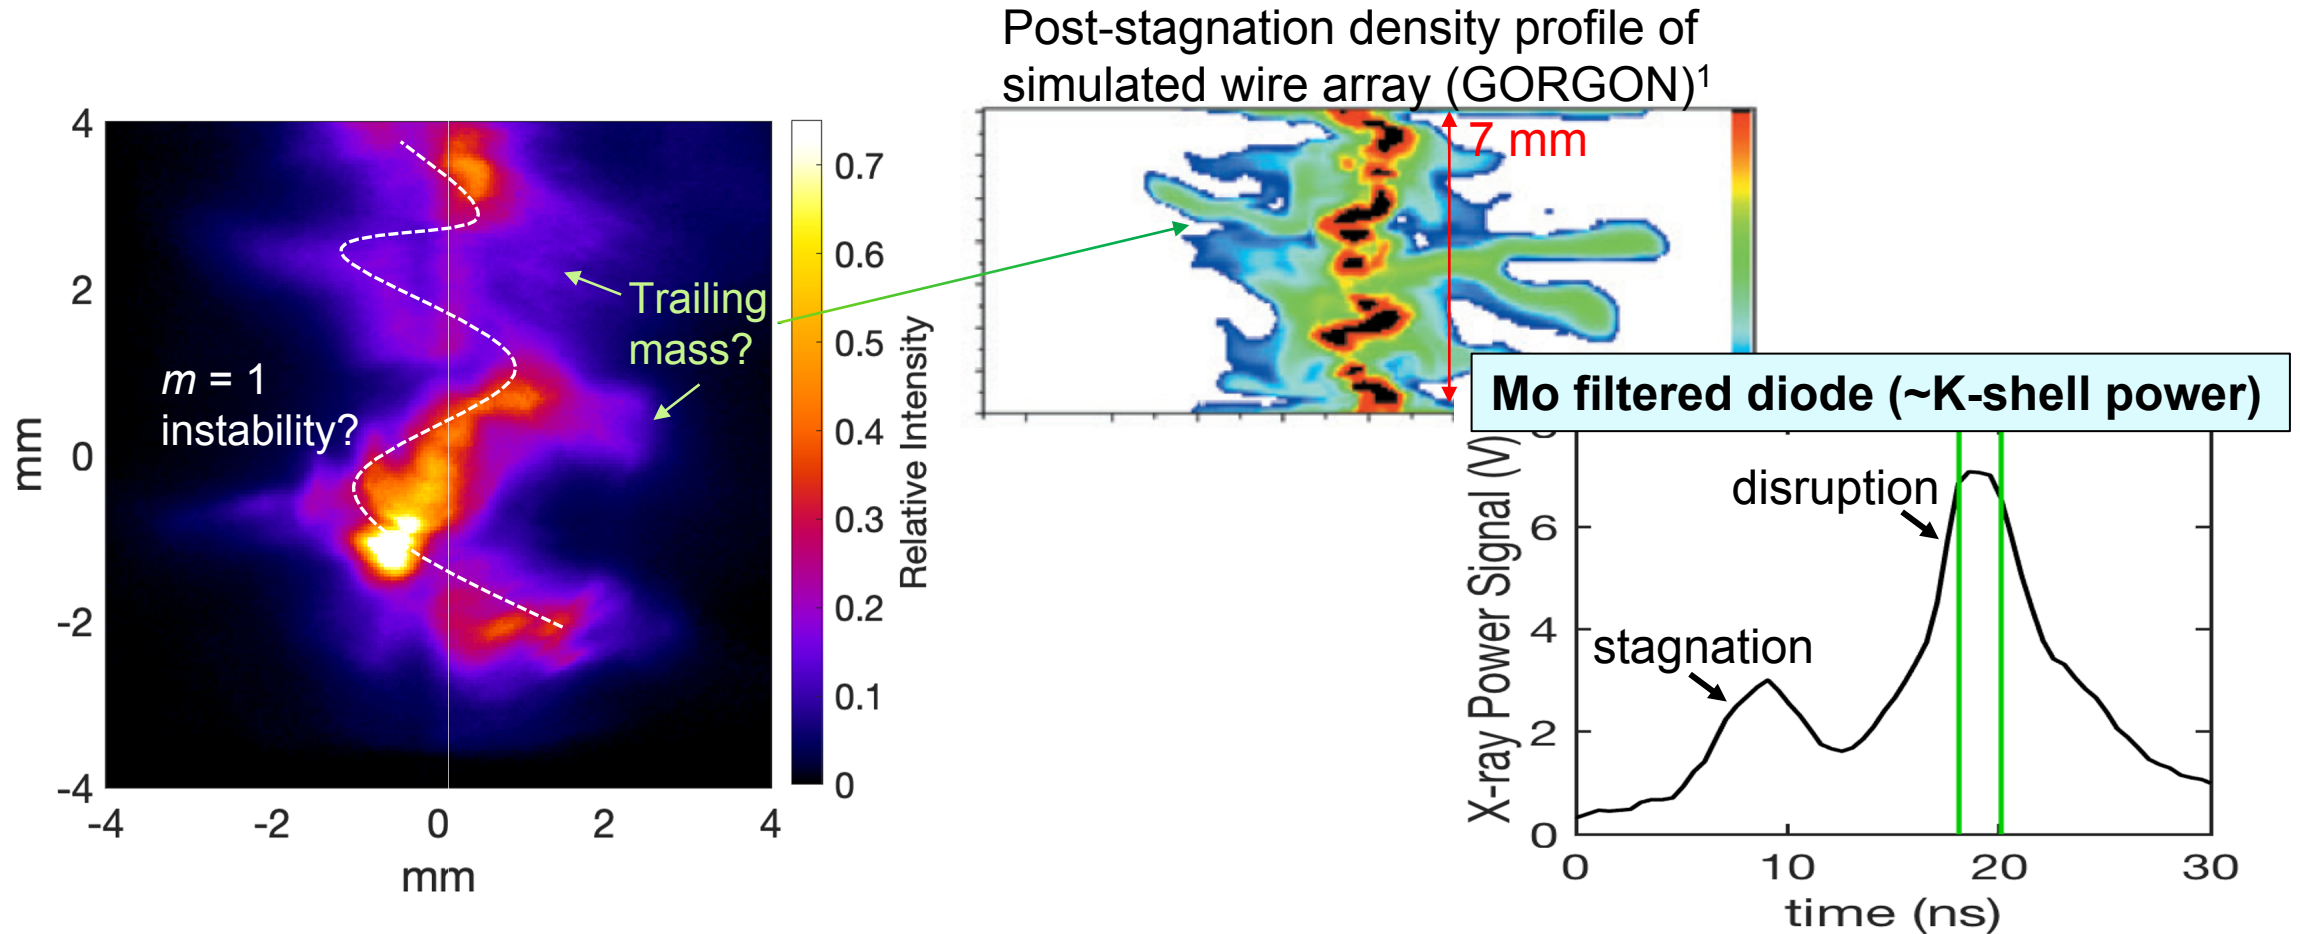 Post-stagnation density profile of
simulated wire array (GORGON)¹
4
2
0
-2
-4
mm
-4
-2
0
2
4
mm
m = 1
instability?
Trailing
mass?
0.7
0.6
0.5
0.4
0.3
0.2
0.1
0
Relative Intensity
7 mm
Mo filtered diode (~K-shell power)
6
4
2
0
X-ray Power Signal (V)
disruption
stagnation
0
10
20
30
time (ns)